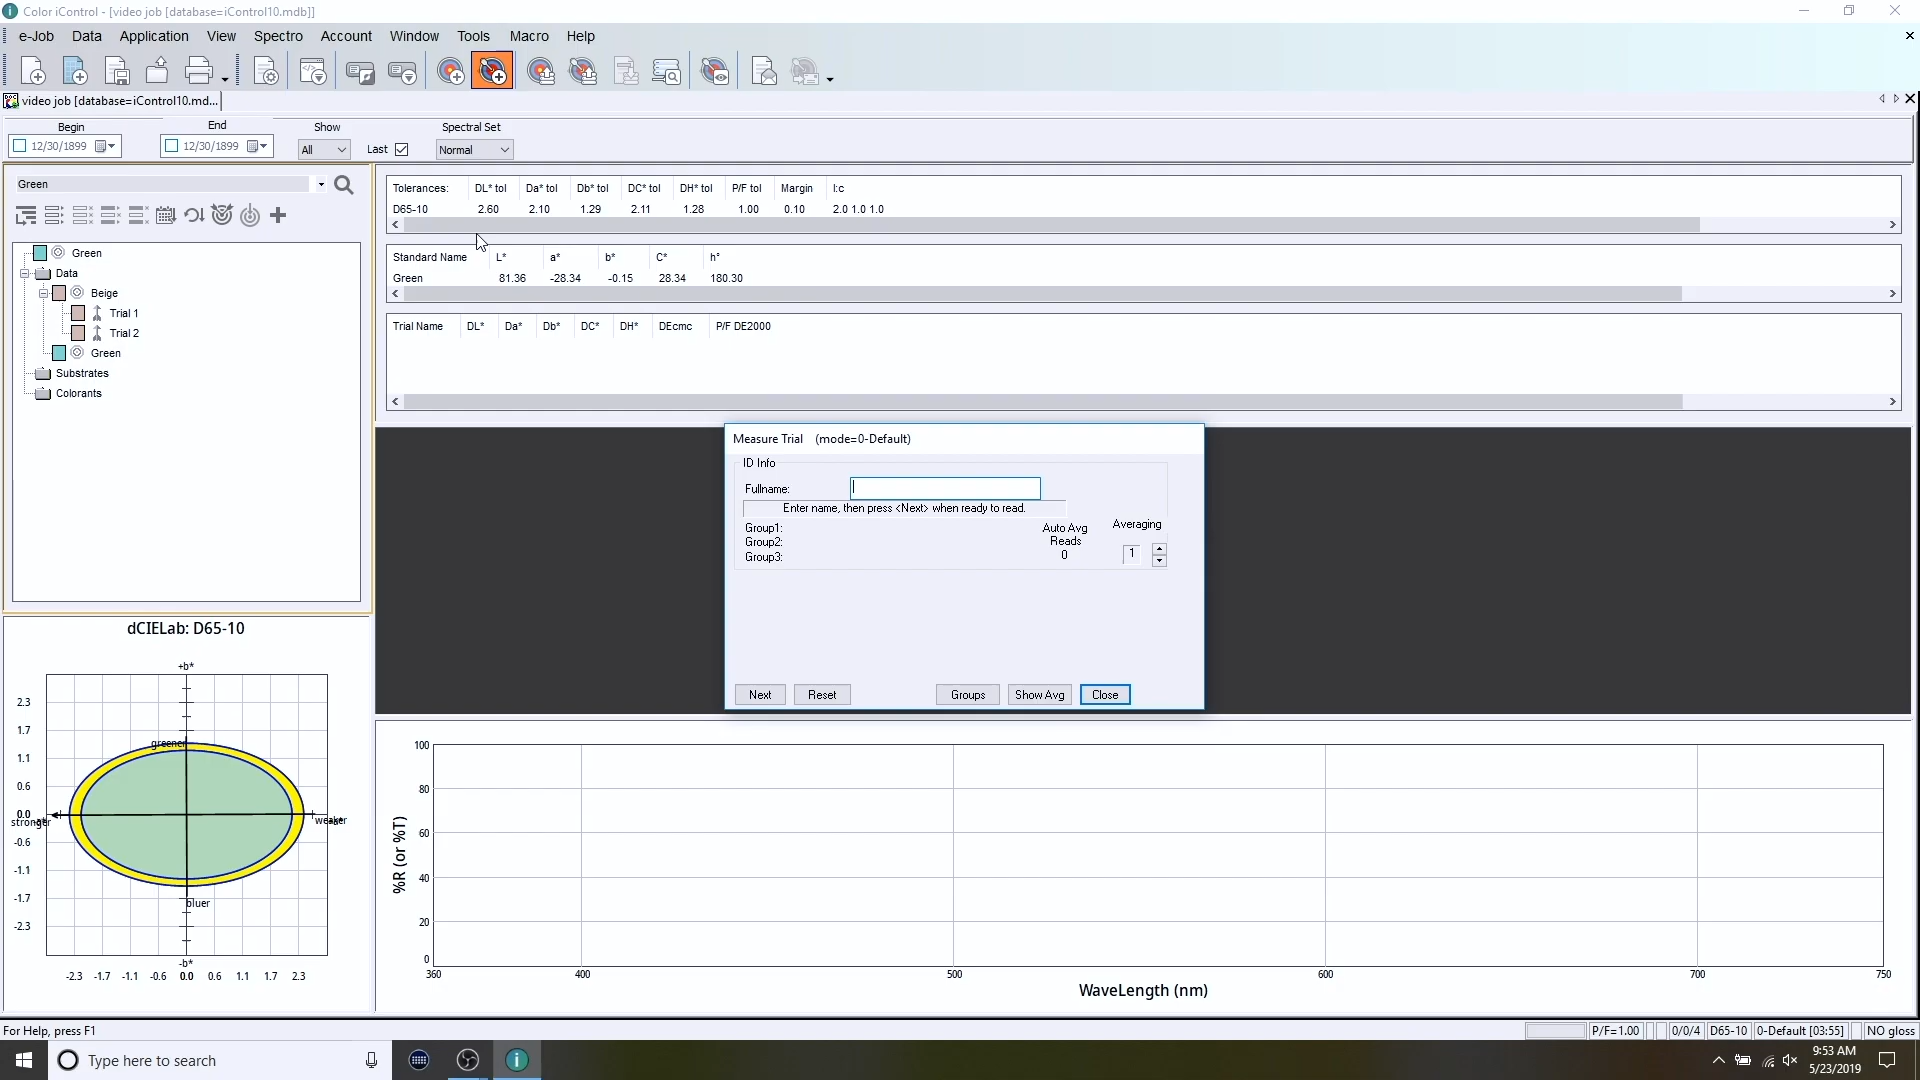 Color iControl - [video job [database=iControl10.mdb]]
e-Job Data Application View Spectro Account Window Tools Macro Help
video job [database=iControl10.md...
Begin End Show Spectral Set
12/30/1899 12/30/1899 All Last Normal
Green
Green
Data
Beige
Trial 1
Trial 2
Green
Substrates
Colorants
Tolerances: DL* tol Da* tol Db* tol DC* tol DH* tol P/F tol Margin l:c
D65-10 2.60 2.10 1.29 2.11 1.28 1.00 0.10 2.0 1.0 1.0
Standard Name L* a* b* C* h°
Green 81.36 -28.34 -0.15 28.34 180.30
Trial Name DL* Da* Db* DC* DH* DEcmc P/F DE2000
Measure Trial (mode=0-Default)
ID Info
Fullname:
Enter name, then press <Next> when ready to read.
Group1:
Group2:
Group3:
Auto Avg
Reads
0
Averaging
1
Next Reset Groups Show Avg Close
dCIELab: D65-10
+b*
2.3
1.7
1.1
0.6
0.0
-0.6
-1.1
-1.7
-2.3
greener
stronger
weaker
bluer
-b*
-2.3 -1.7 -1.1 -0.6 0.0 0.6 1.1 1.7 2.3
%R (or %T)
100
80
60
40
20
0
360 400 500 600 700 750
WaveLength (nm)
For Help, press F1
P/F=1.00 0/0/4 D65-10 0-Default [03:55] NO gloss
Type here to search
9:53 AM
5/23/2019